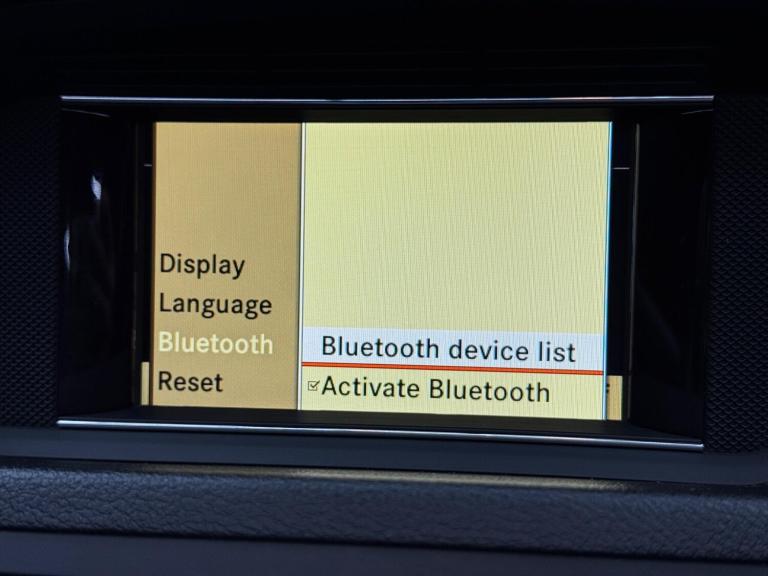 Display
Language
Bluetooth
Reset
Bluetooth device list
Activate Bluetooth